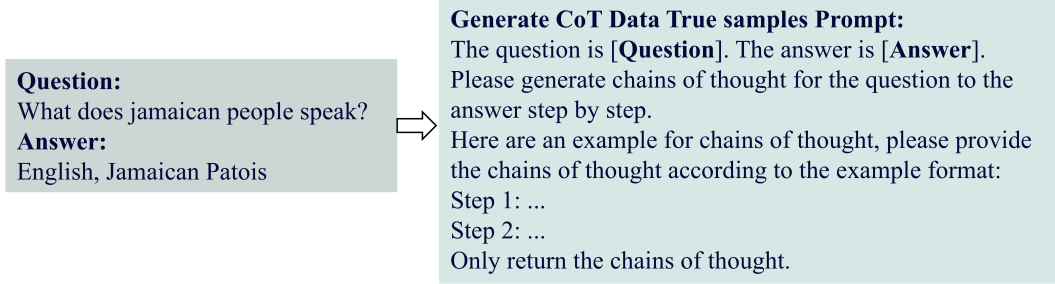 Question:
What does jamaican people speak?
Answer:
English, Jamaican Patois
Generate CoT Data True samples Prompt:
The question is [Question]. The answer is [Answer].
Please generate chains of thought for the question to the
answer step by step.
Here are an example for chains of thought, please provide
the chains of thought according to the example format:
Step 1: ...
Step 2: ...
Only return the chains of thought.